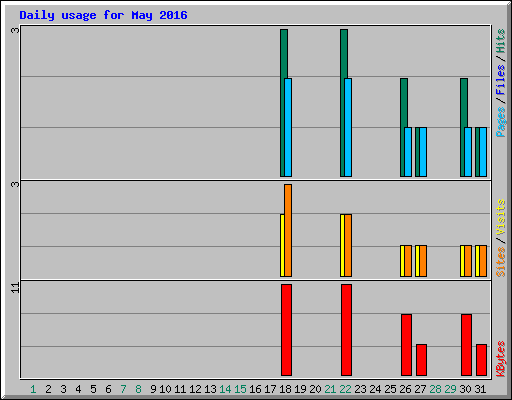 Daily usage for May 2016
3
3
11
Pages / Files / Hits
Sites / Visits
KBytes
1 2 3 4 5 6 7 8 9 10 11 12 13 14 15 16 17 18 19 20 21 22 23 24 25 26 27 28 29 30 31